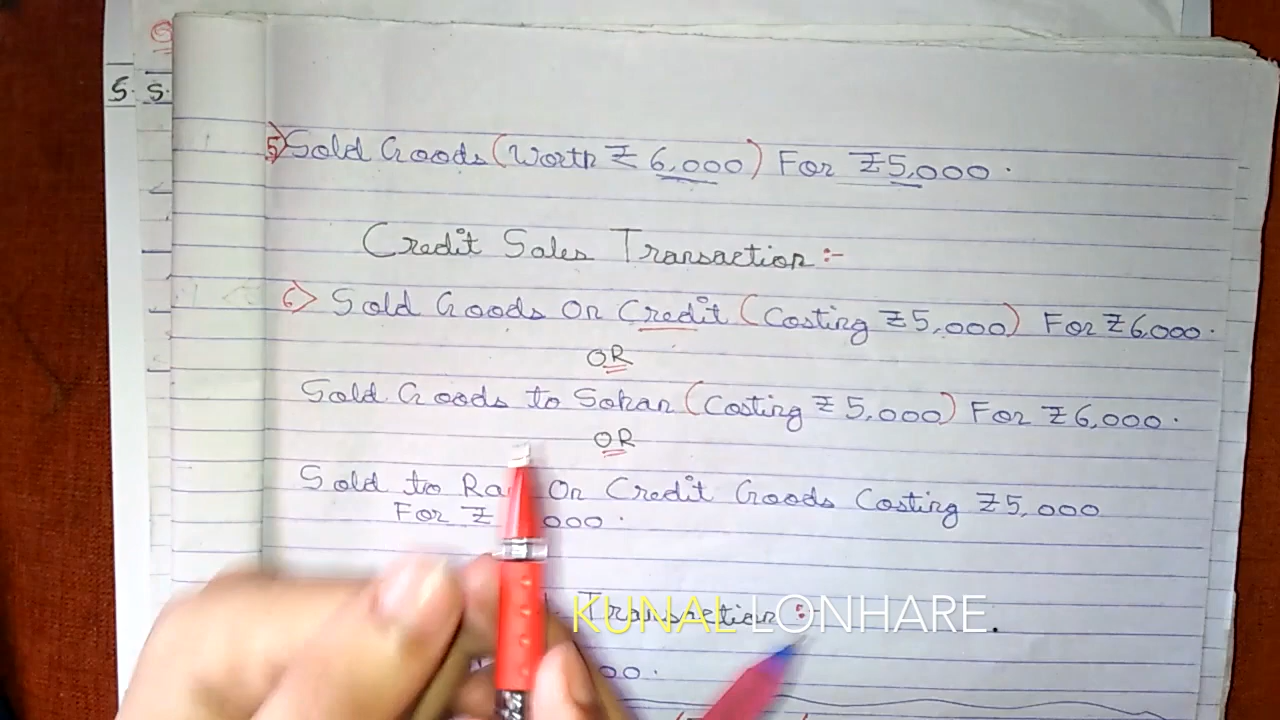 S. S.
5> Sold Goods (Worth ₹ 6,000) For ₹5,000.
Credit Sales Transaction :-
6> Sold Goods On Credit (Costing ₹5,000) For ₹6,000.
OR
Sold Goods to Sohan (Costing ₹5,000) For ₹6,000.
OR
Sold to On Credit Goods Costing ₹5,000
For ₹ 000.
Transaction :-
KUNAL LONHARE
00.